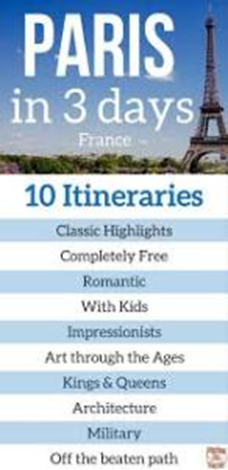 PARIS
in 3 days
France
10 Itineraries
Classic Highlights
Completely Free
Romantic
With Kids
Impressionists
Art through the Ages
Kings & Queens
Architecture
Military
Off the beaten path